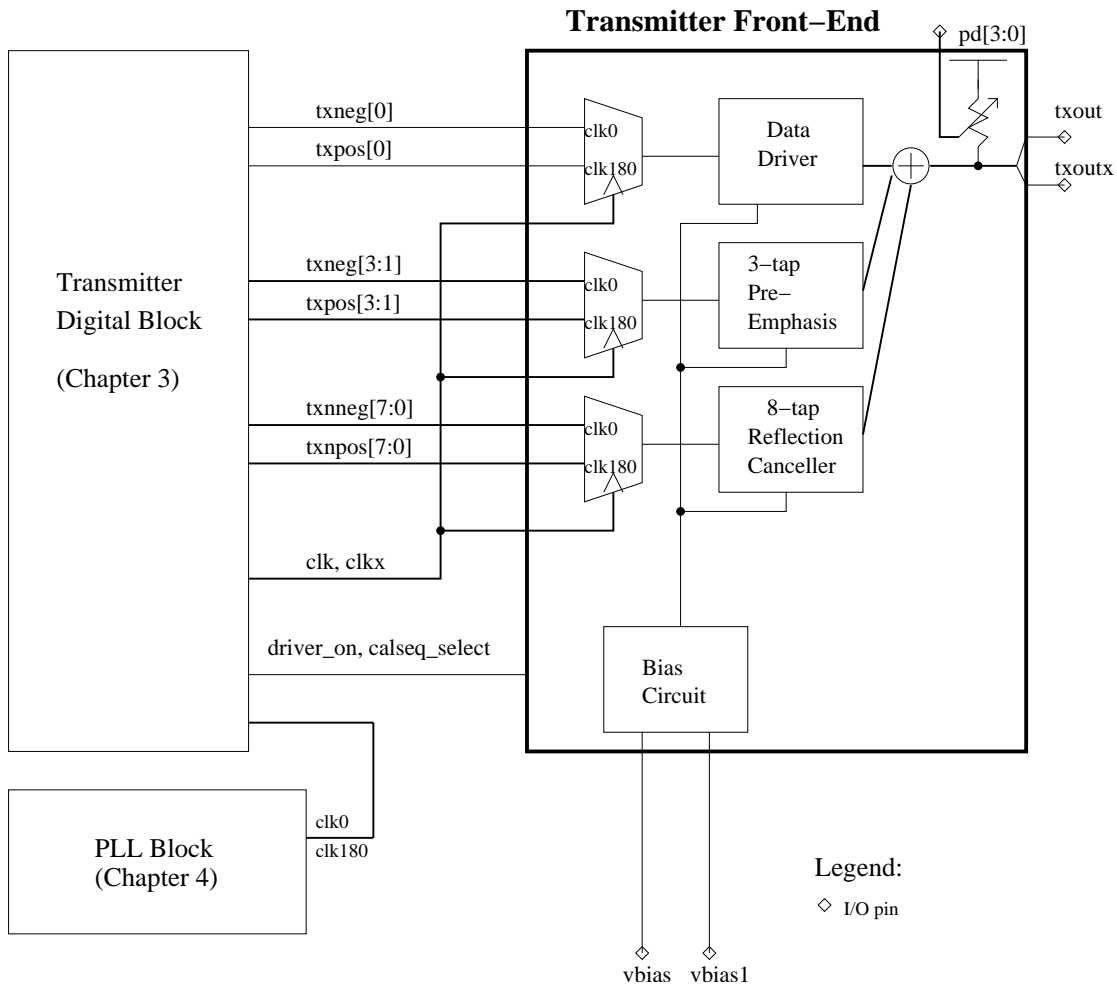 Transmitter Front−End
pd[3:0]
txneg[0]
txpos[0]
clk0
clk180
Data
Driver
txout
txoutx
Transmitter
Digital Block
(Chapter 3)
txneg[3:1]
txpos[3:1]
clk0
clk180
3−tap
Pre−
Emphasis
txnneg[7:0]
txnpos[7:0]
clk0
clk180
8−tap
Reflection
Canceller
clk, clkx
driver_on, calseq_select
Bias
Circuit
PLL Block
(Chapter 4)
clk0
clk180
Legend:
I/O pin
vbias
vbias1